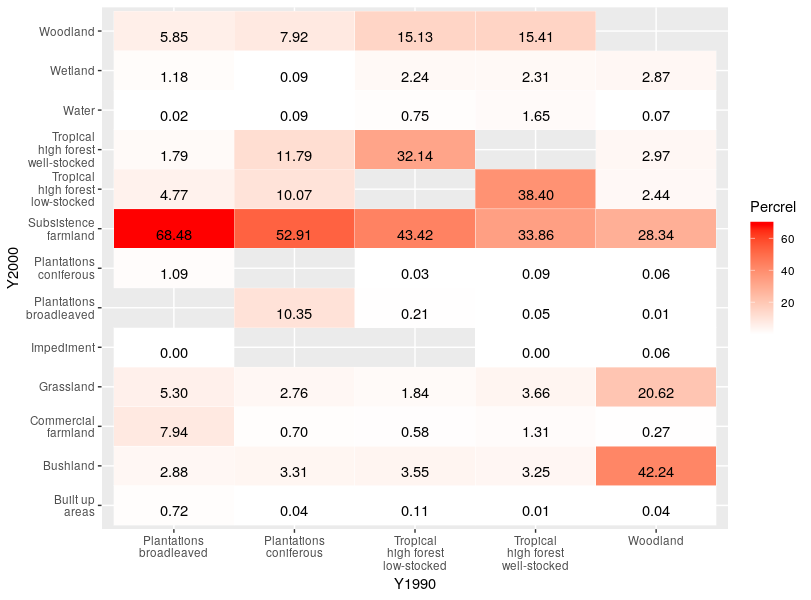 Woodland 5.85 7.92 15.13 15.41
Wetland 1.18 0.09 2.24 2.31 2.87
Water 0.02 0.09 0.75 1.65 0.07
Tropical
high forest
well-stocked
1.79 11.79 32.14 2.97
Tropical
high forest
low-stocked
4.77 10.07 38.40 2.44
Subsistence
farmland
68.48 52.91 43.42 33.86 28.34
Plantations
coniferous
1.09 0.03 0.09 0.06
Plantations
broadleaved
10.35 0.21 0.05 0.01
Impediment 0.00 0.00 0.06
Grassland 5.30 2.76 1.84 3.66 20.62
Commercial
farmland
7.94 0.70 0.58 1.31 0.27
Bushland 2.88 3.31 3.55 3.25 42.24
Built up
areas
0.72 0.04 0.11 0.01 0.04
Y2000
Plantations
broadleaved
Plantations
coniferous
Tropical
high forest
low-stocked
Tropical
high forest
well-stocked
Woodland
Y1990
Percrel
60
40
20